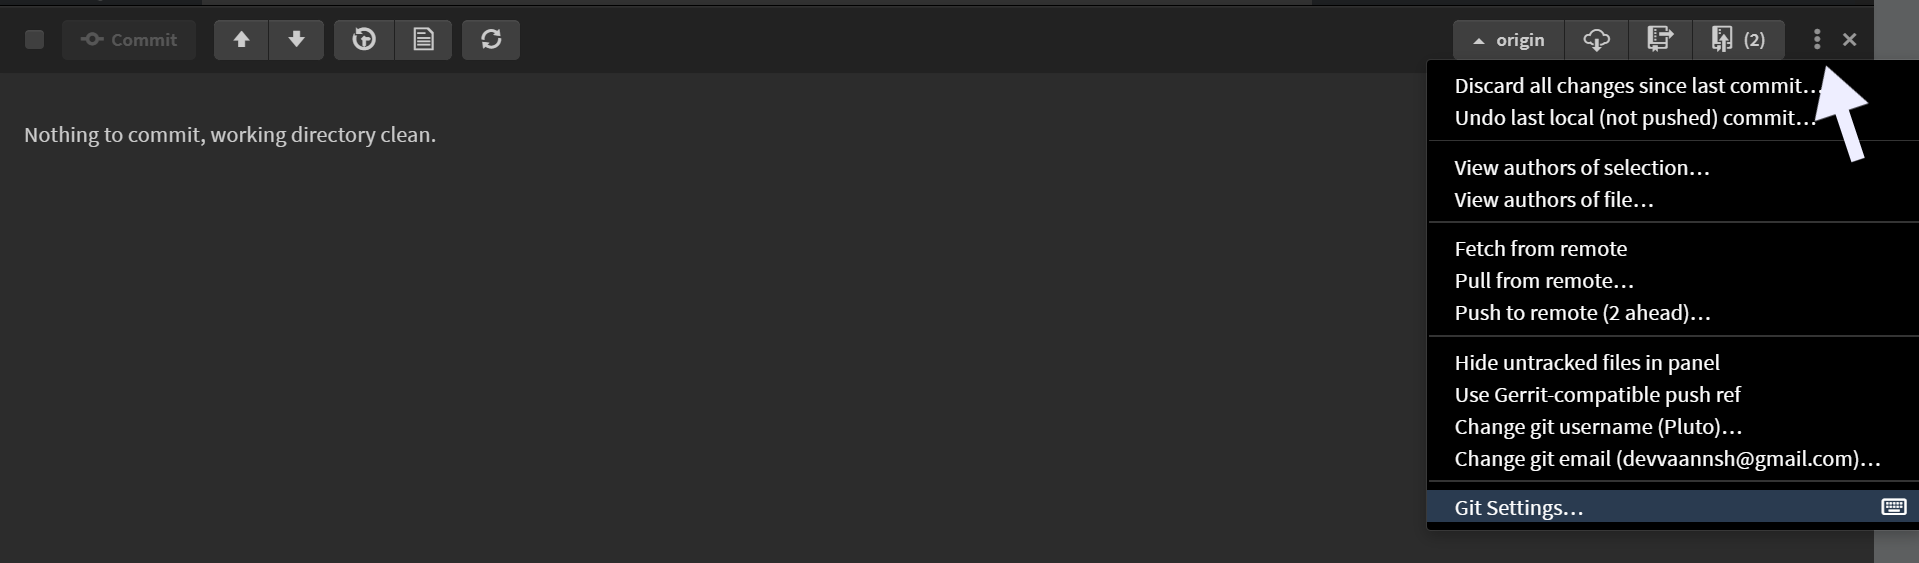 Commit
origin
(2)
Discard all changes since last commit…
Undo last local (not pushed) commit…
Nothing to commit, working directory clean.
View authors of selection…
View authors of file…
Fetch from remote
Pull from remote…
Push to remote (2 ahead)…
Hide untracked files in panel
Use Gerrit-compatible push ref
Change git username (Pluto)…
Change git email (devvaannsh@gmail.com)…
Git Settings…